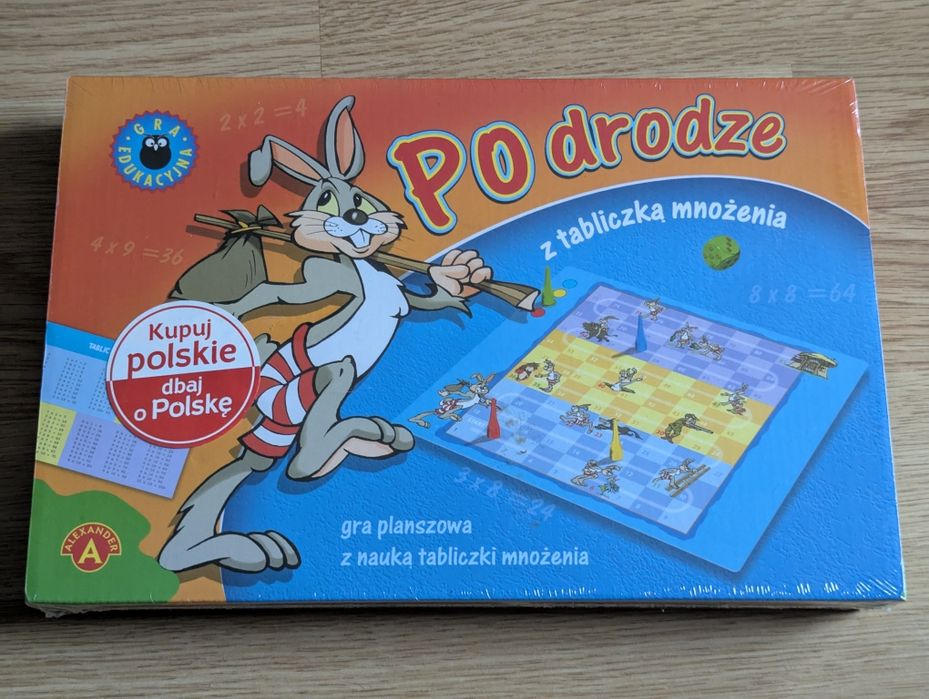 GRA
EDUKACYJNA
2 x 2 = 4
PO drodze
z tabliczką mnożenia
4 x 9 = 36
8 x 8 = 64
TABLIC
Kupuj
polskie
dbaj
o Polskę
3 x 8 = 24
gra planszowa
z nauką tabliczki mnożenia
ALEXANDER
A